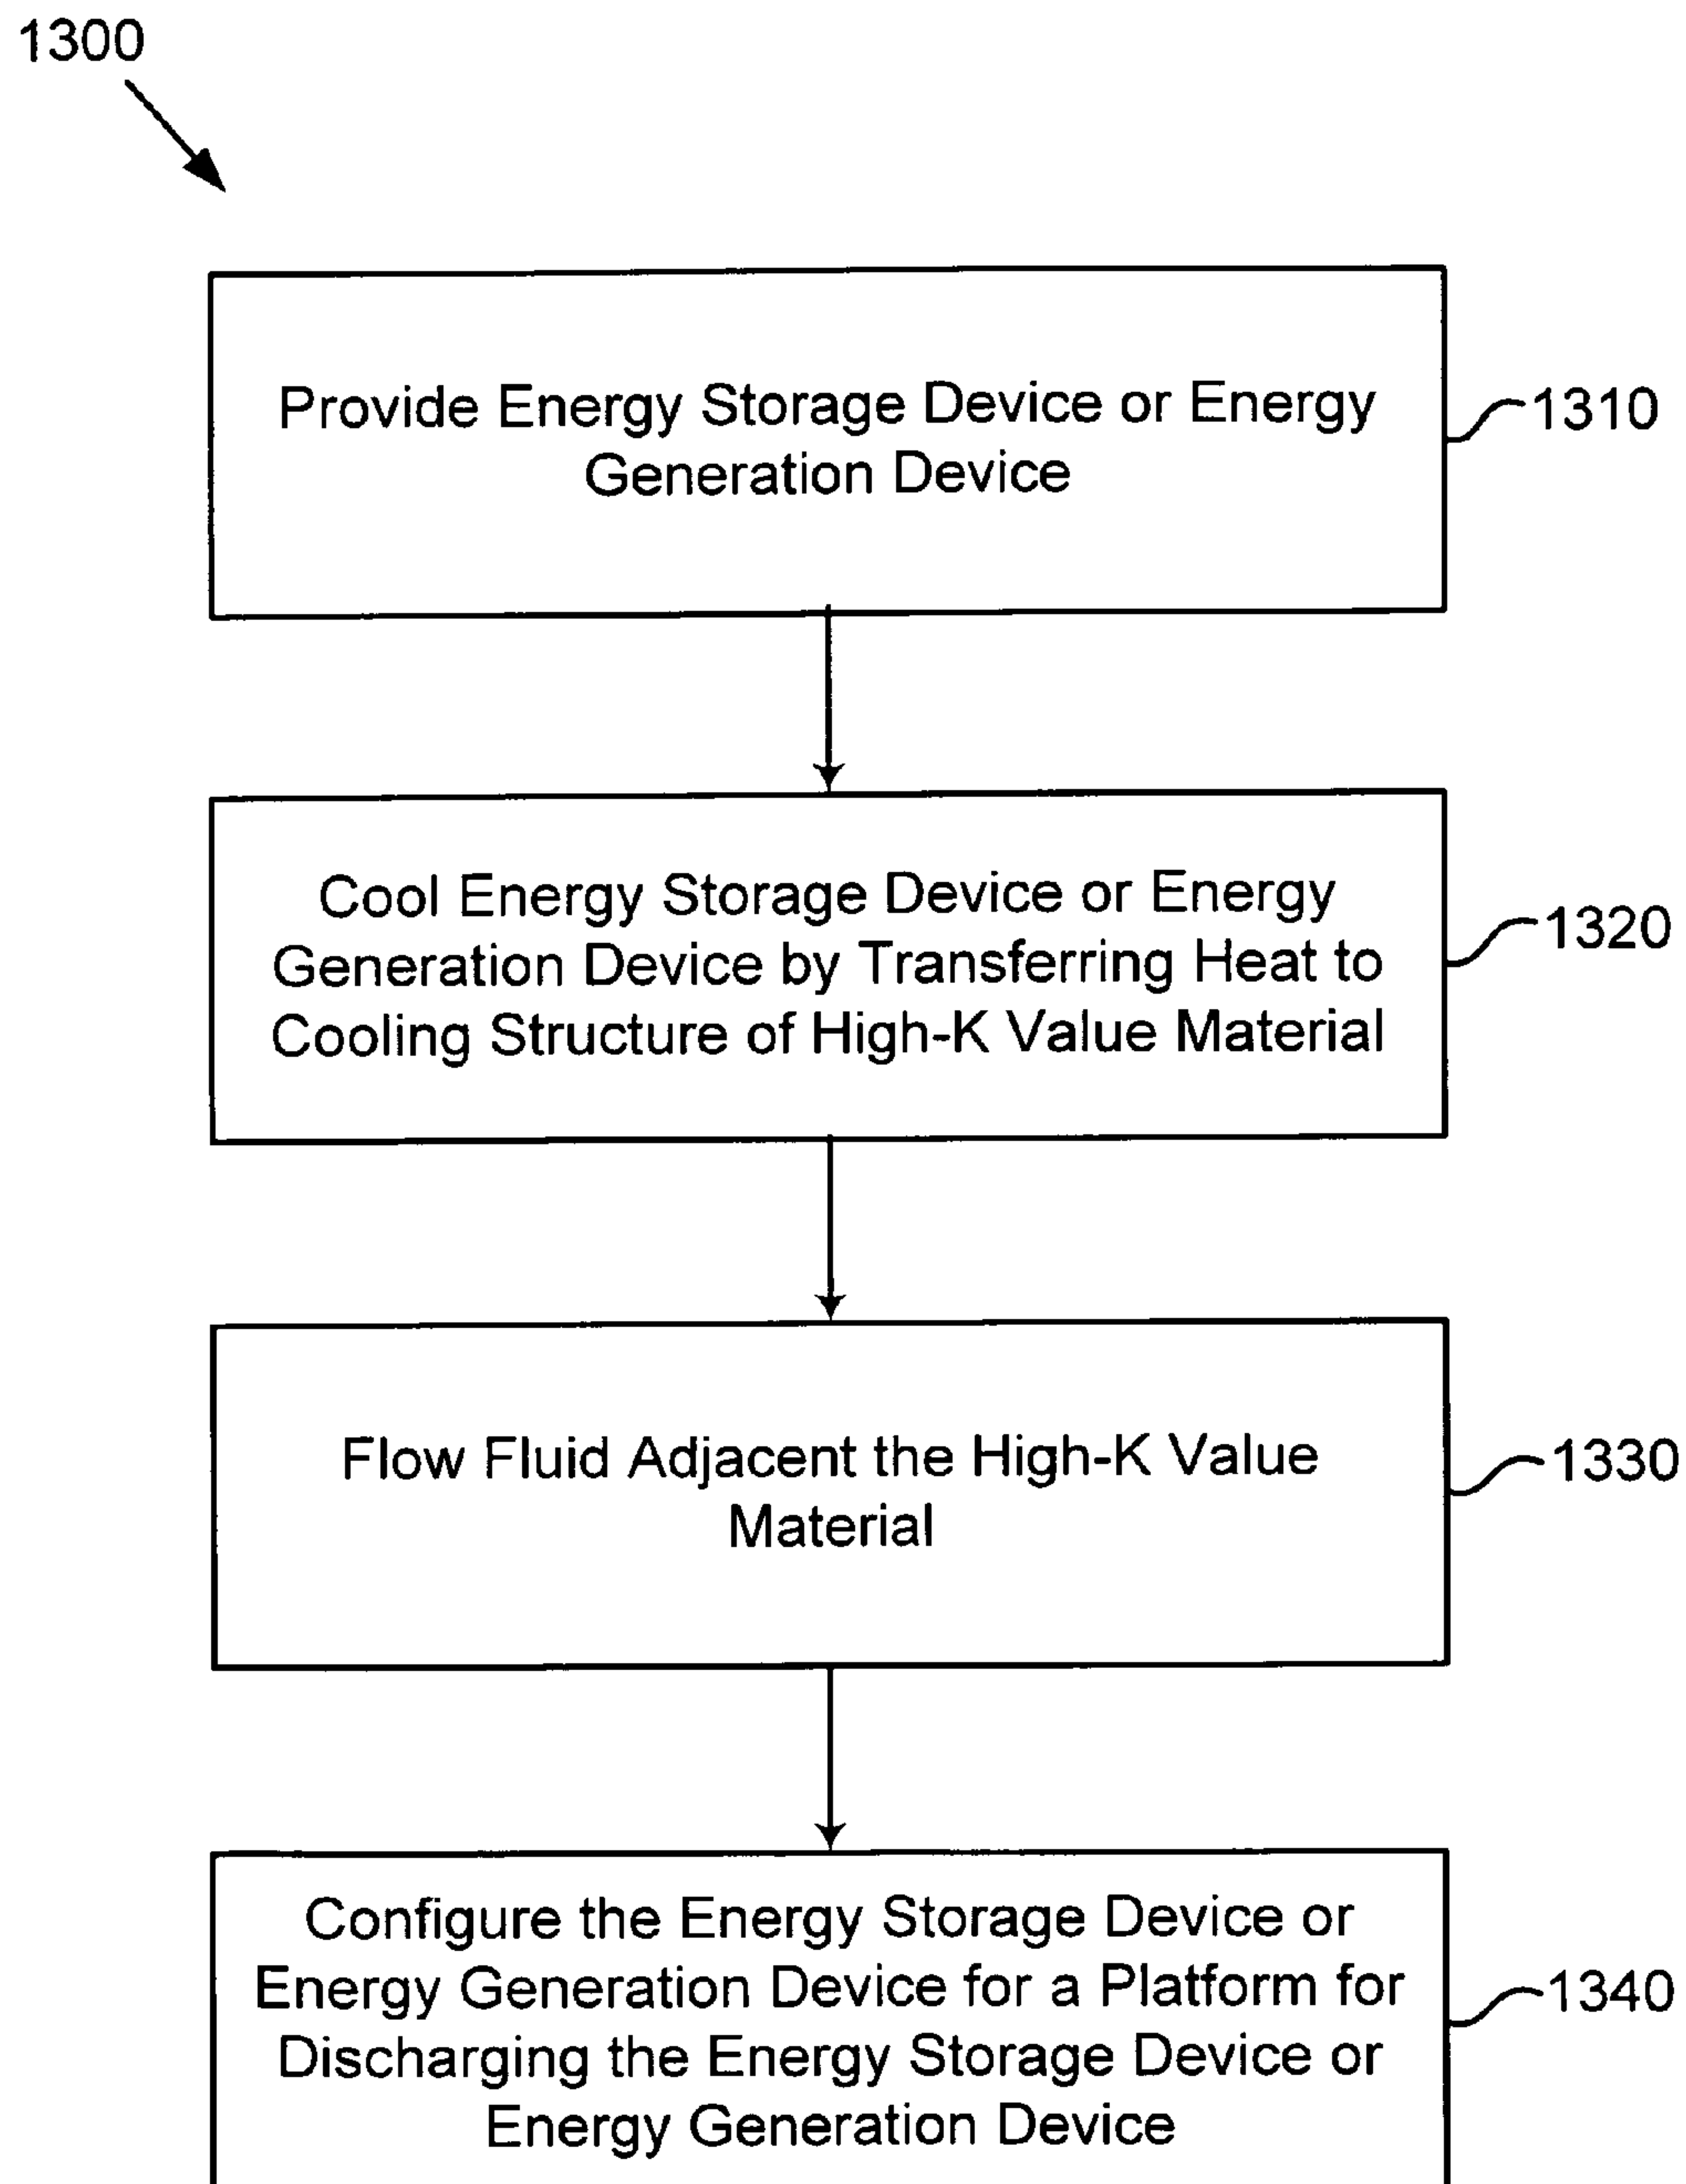 1300
Provide Energy Storage Device or Energy
Generation Device
1310
Cool Energy Storage Device or Energy
Generation Device by Transferring Heat to
Cooling Structure of High-K Value Material
1320
Flow Fluid Adjacent the High-K Value
Material
1330
Configure the Energy Storage Device or
Energy Generation Device for a Platform for
Discharging the Energy Storage Device or
Energy Generation Device
1340